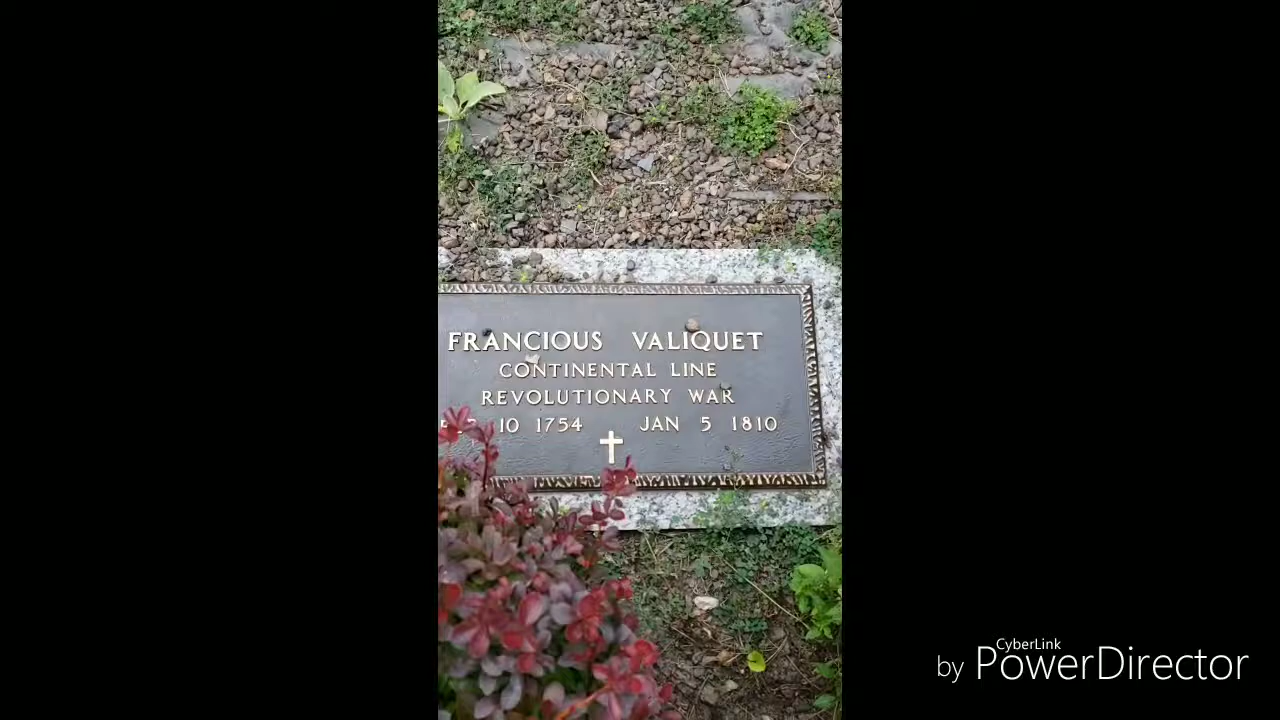 FRANCIOUS VALIQUET
CONTINENTAL LINE
REVOLUTIONARY WAR
10 1754 JAN 5 1810
CyberLink
by PowerDirector